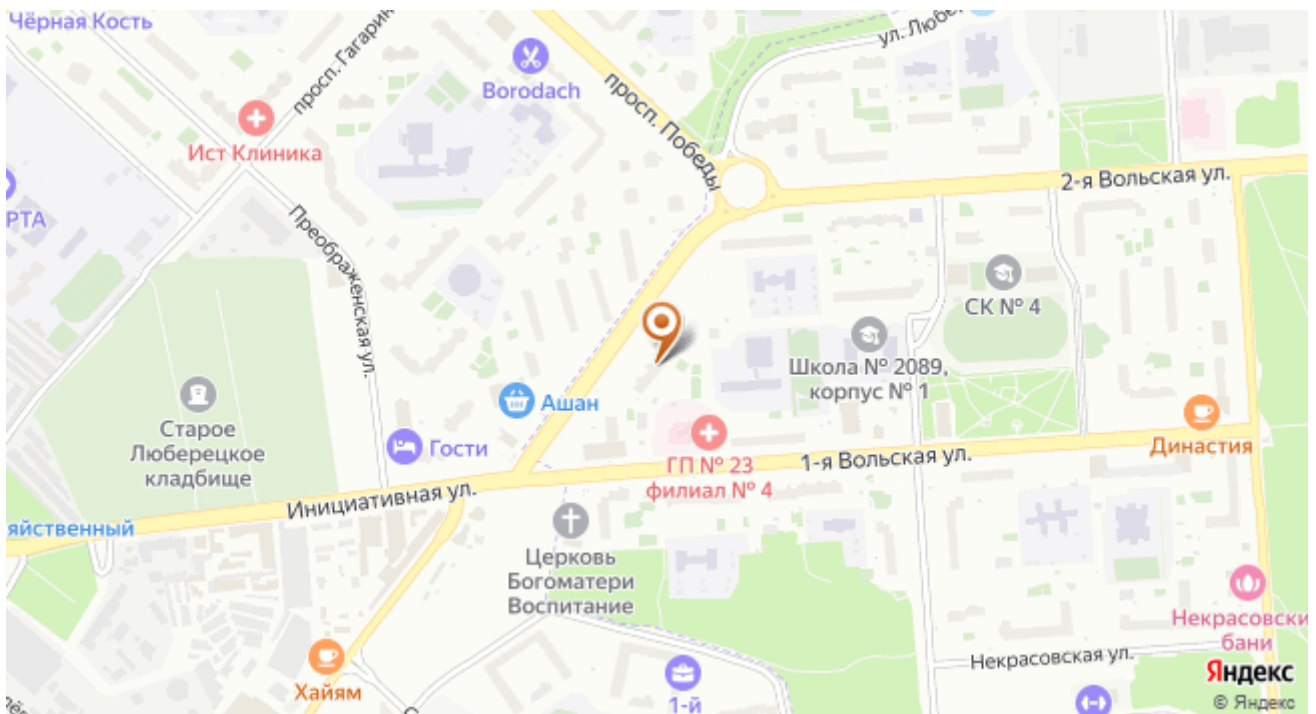 Чёрная Кость
просп. Гагарин
Borodach
ул. Любер
просп. Победы
Ист Клиника
2-я Вольская ул.
РТА
Преображенская ул.
СК № 4
Школа № 2089,
корпус № 1
Ашан
Старое
Люберецкое
кладбище
Гости
Династия
ГП № 23
филиал № 4
1-я Вольская ул.
Инициативная ул.
яйственный
Церковь
Богоматери
Воспитание
Некрасовски
бани
Некрасовская ул.
Хайям
1-й
Яндекс
© Яндекс